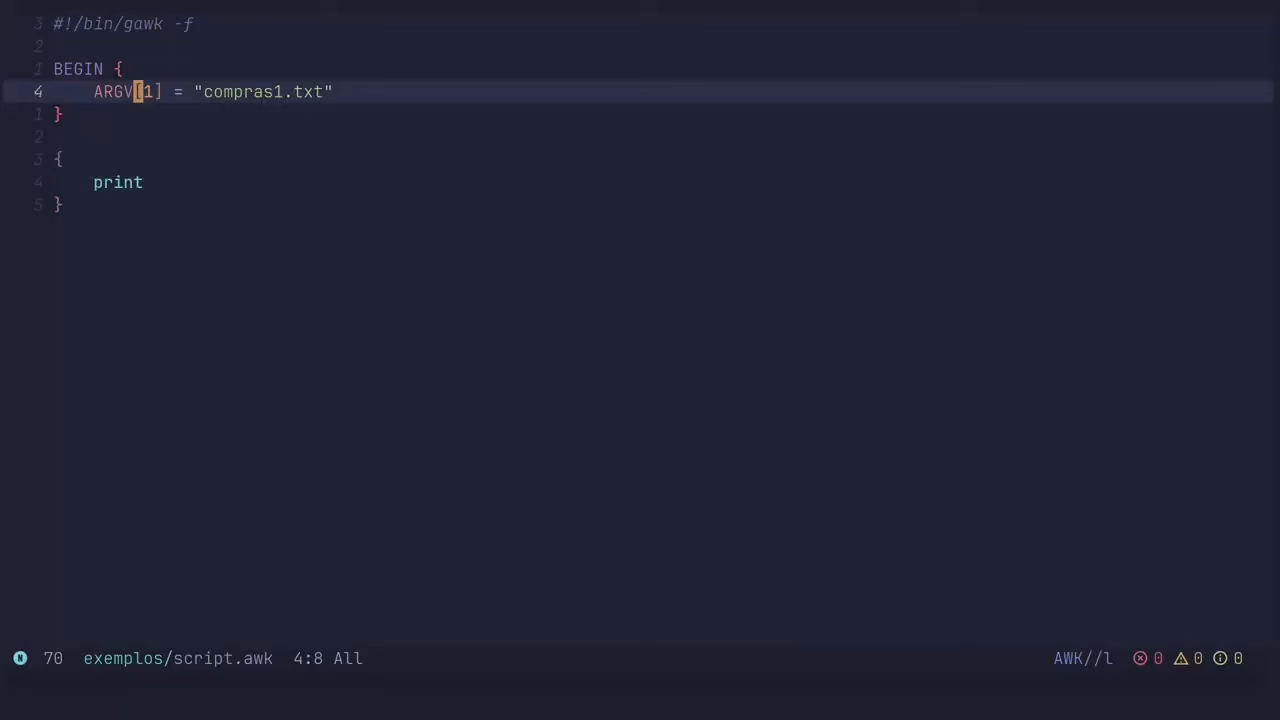 3 #!/bin/gawk -f
2
1 BEGIN {
4     ARGV[1] = "compras1.txt"
1 }
2
3 {
4     print
5 }
N 70 exemplos/script.awk 4:8 All AWK//l 0 0 0